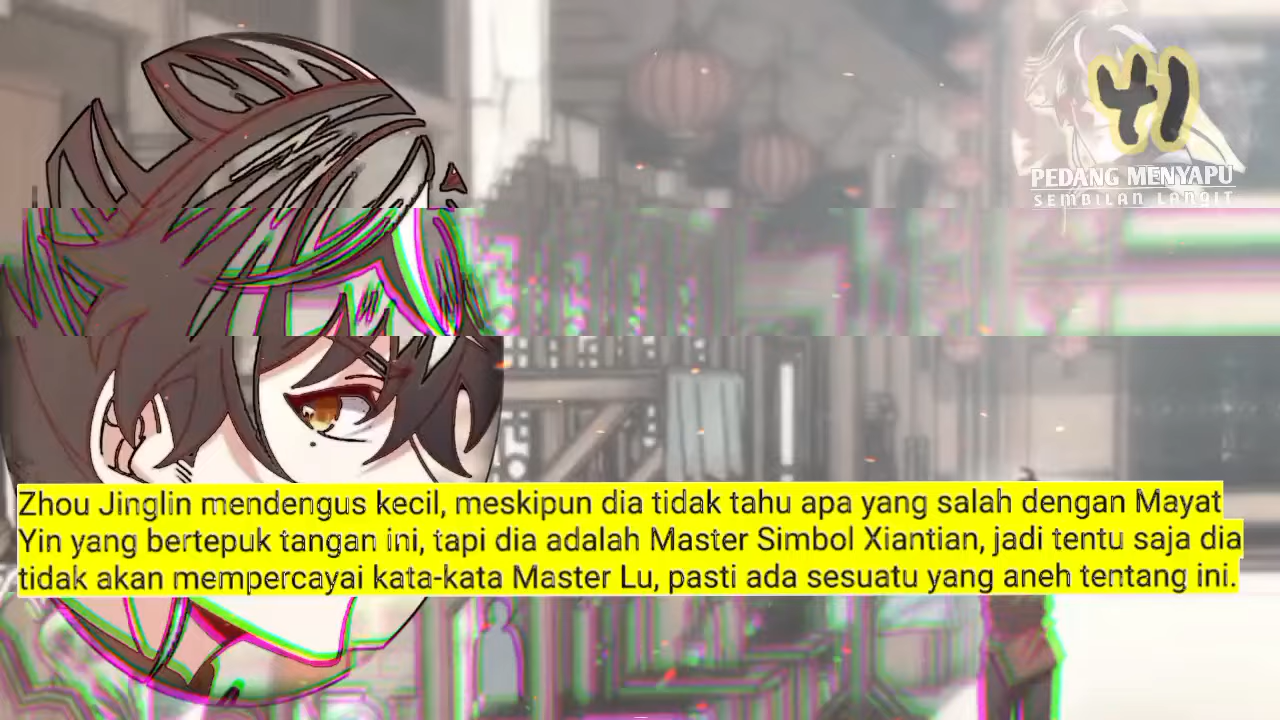 PEDANG MENYAPU
SEMBILAN LANGIT
Zhou Jinglin mendengus kecil, meskipun dia tidak tahu apa yang salah dengan Mayat
Yin yang bertepuk tangan ini, tapi dia adalah Master Simbol Xiantian, jadi tentu saja dia
tidak akan mempercayai kata-kata Master Lu, pasti ada sesuatu yang aneh tentang ini.